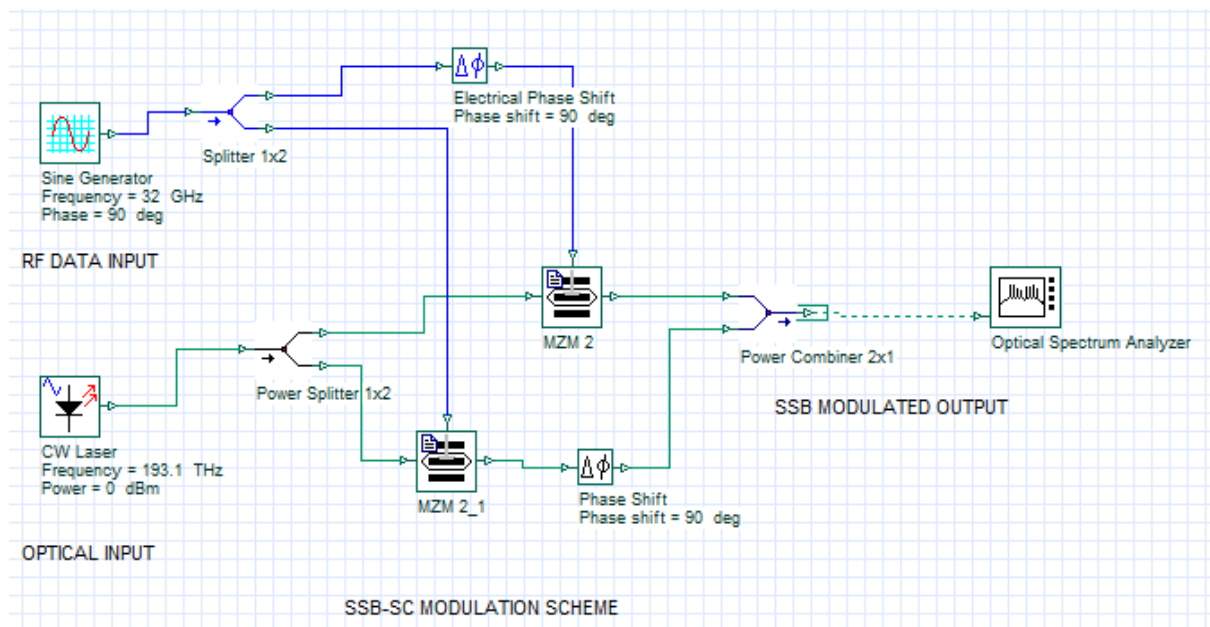 Δϕ
Electrical Phase Shift
Phase shift = 90 deg
Splitter 1x2
Sine Generator
Frequency = 32 GHz
Phase = 90 deg
RF DATA INPUT
MZM 2
Optical Spectrum Analyzer
Power Combiner 2x1
Power Splitter 1x2
SSB MODULATED OUTPUT
CW Laser
Frequency = 193.1 THz
Power = 0 dBm
MZM 2_1
Δϕ
Phase Shift
Phase shift = 90 deg
OPTICAL INPUT
SSB-SC MODULATION SCHEME